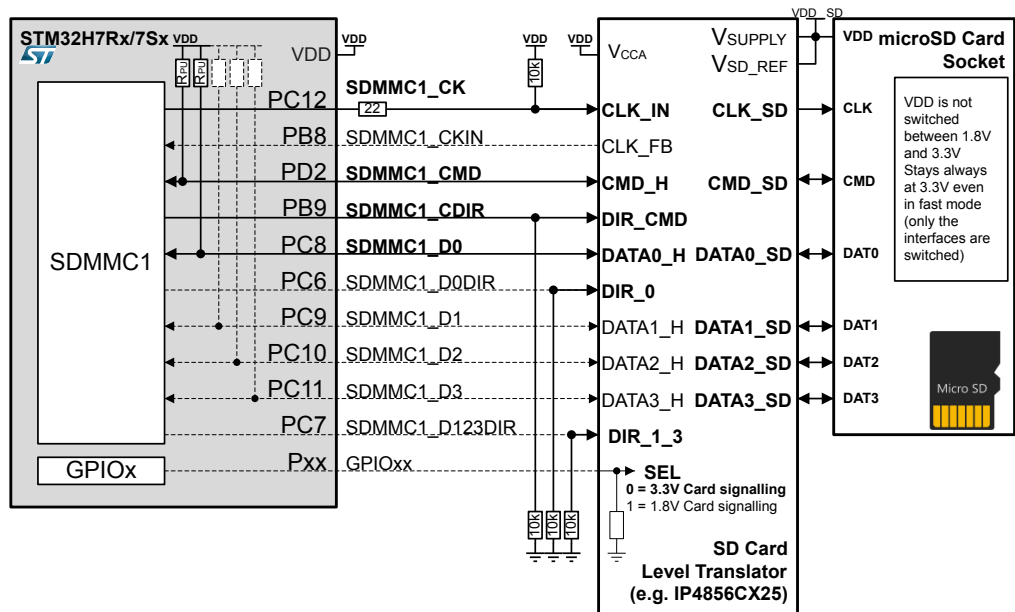 VDD_SD
STM32H7Rx/7Sx
VDD
ST
VDD
VDD
VDD
VDD
VCCA
VSUPPLY
VSD_REF
VDD
microSD Card
Socket
RPU
RPU
10k
SDMMC1_CK
PC12
22
CLK_IN
CLK_SD
CLK
PB8
SDMMC1_CKIN
CLK_FB
PD2
SDMMC1_CMD
CMD_H
CMD_SD
CMD
PB9
SDMMC1_CDIR
DIR_CMD
PC8
SDMMC1_D0
DATA0_H
DATA0_SD
DAT0
SDMMC1
PC6
SDMMC1_D0DIR
DIR_0
PC9
SDMMC1_D1
DATA1_H
DATA1_SD
DAT1
PC10
SDMMC1_D2
DATA2_H
DATA2_SD
DAT2
PC11
SDMMC1_D3
DATA3_H
DATA3_SD
DAT3
PC7
SDMMC1_D123DIR
DIR_1_3
GPIOx
Pxx
GPIOxx
SEL
0 = 3.3V Card signalling
1 = 1.8V Card signalling
10k
10k
10k
SD Card
Level Translator
(e.g. IP4856CX25)
VDD is not
switched
between 1.8V
and 3.3V
Stays always
at 3.3V even
in fast mode
(only the
interfaces are
switched)
Micro SD